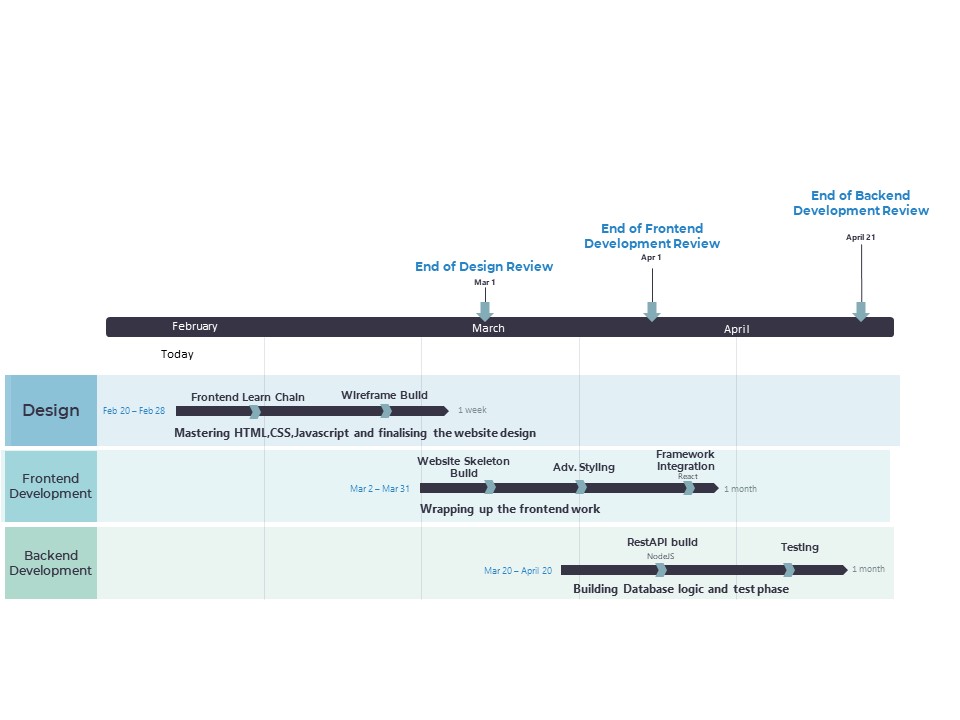 End of Backend
Development Review
April 21
End of Frontend
Development Review
Apr 1
End of Design Review
Mar 1
February
March
April
Today
Design
Feb 20 – Feb 28
Frontend Learn Chain
Wireframe Build
1 week
Mastering HTML,CSS,Javascript and finalising the website design
Frontend
Development
Mar 2 – Mar 31
Website Skeleton
Build
Adv. Styling
Framework
Integration
React
1 month
Wrapping up the frontend work
Backend
Development
Mar 20 – April 20
RestAPI build
NodeJS
Testing
1 month
Building Database logic and test phase